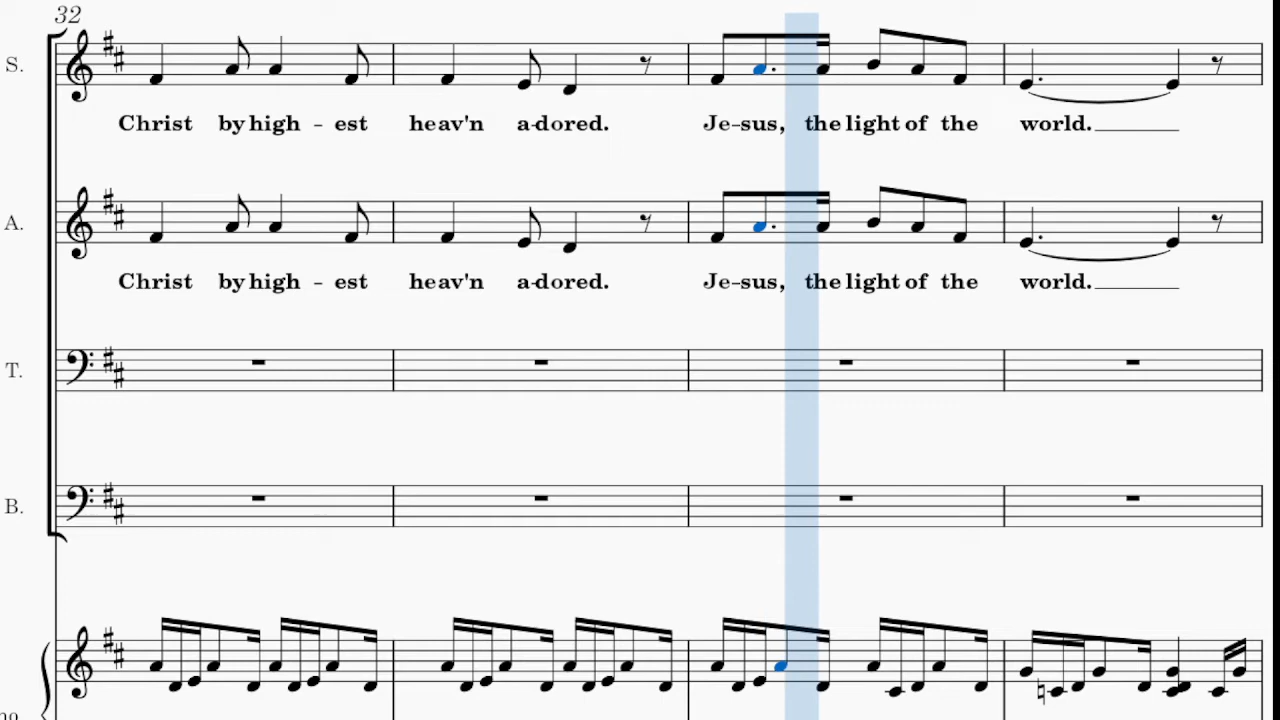 32
S.
Christ by high - est heav'n a-dored. Je-sus, the light of the world.
A.
Christ by high - est heav'n a-dored. Je-sus, the light of the world.
T.
B.